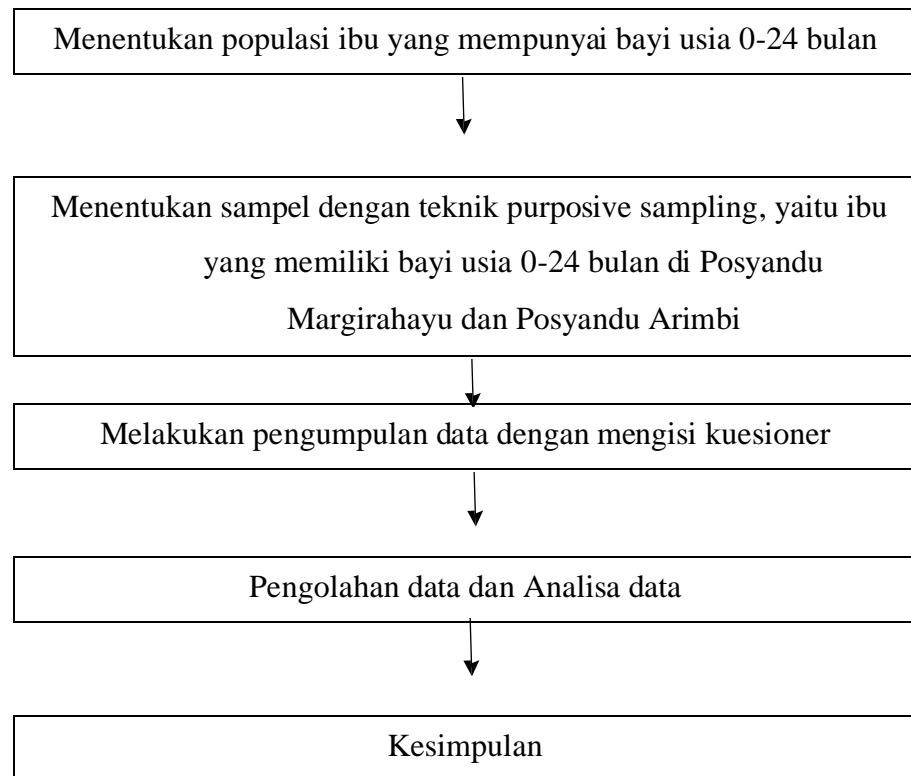 Menentukan populasi ibu yang mempunyai bayi usia 0-24 bulan
Menentukan sampel dengan teknik purposive sampling, yaitu ibu
yang memiliki bayi usia 0-24 bulan di Posyandu
Margirahayu dan Posyandu Arimbi
Melakukan pengumpulan data dengan mengisi kuesioner
Pengolahan data dan Analisa data
Kesimpulan